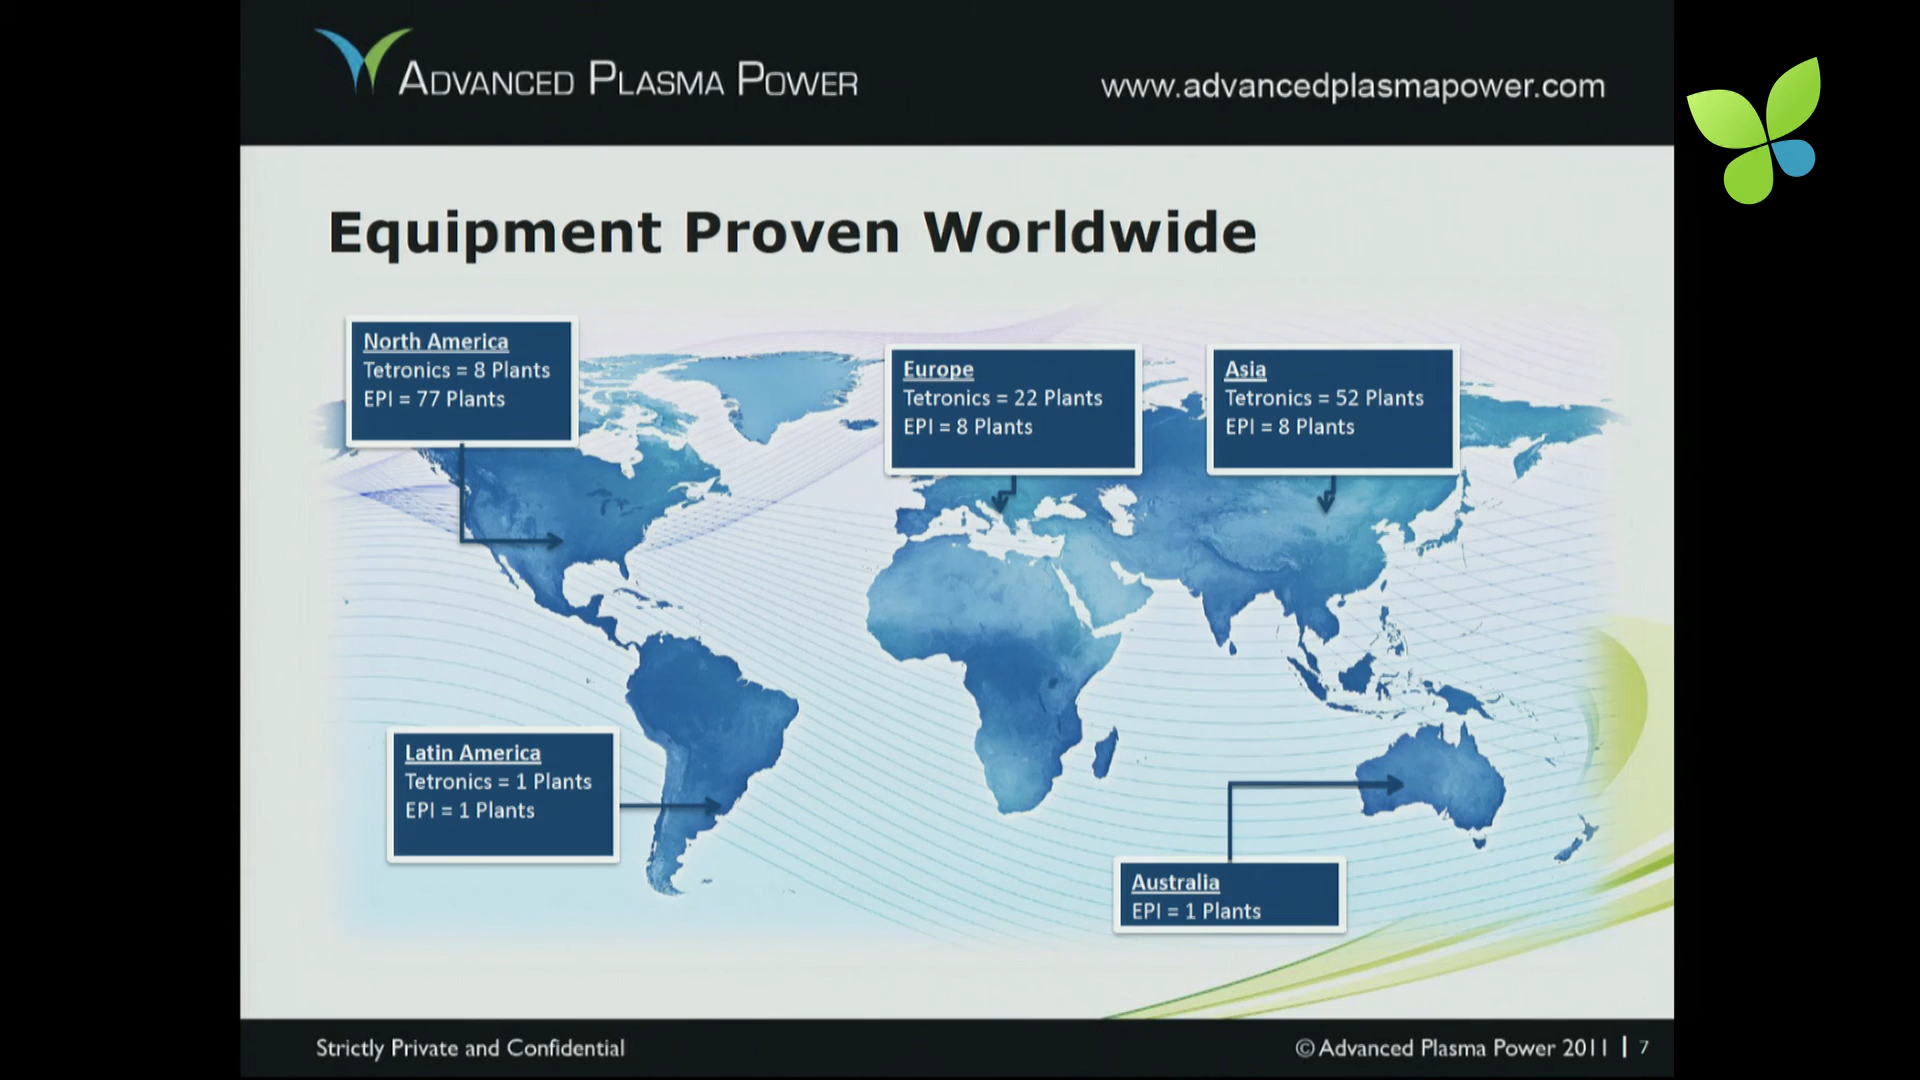 ADVANCED PLASMA POWER
www.advancedplasmapower.com
Equipment Proven Worldwide
North America
Tetronics = 8 Plants
EPI = 77 Plants
Europe
Tetronics = 22 Plants
EPI = 8 Plants
Asia
Tetronics = 52 Plants
EPI = 8 Plants
Latin America
Tetronics = 1 Plants
EPI = 1 Plants
Australia
EPI = 1 Plants
Strictly Private and Confidential
© Advanced Plasma Power 2011 | 7